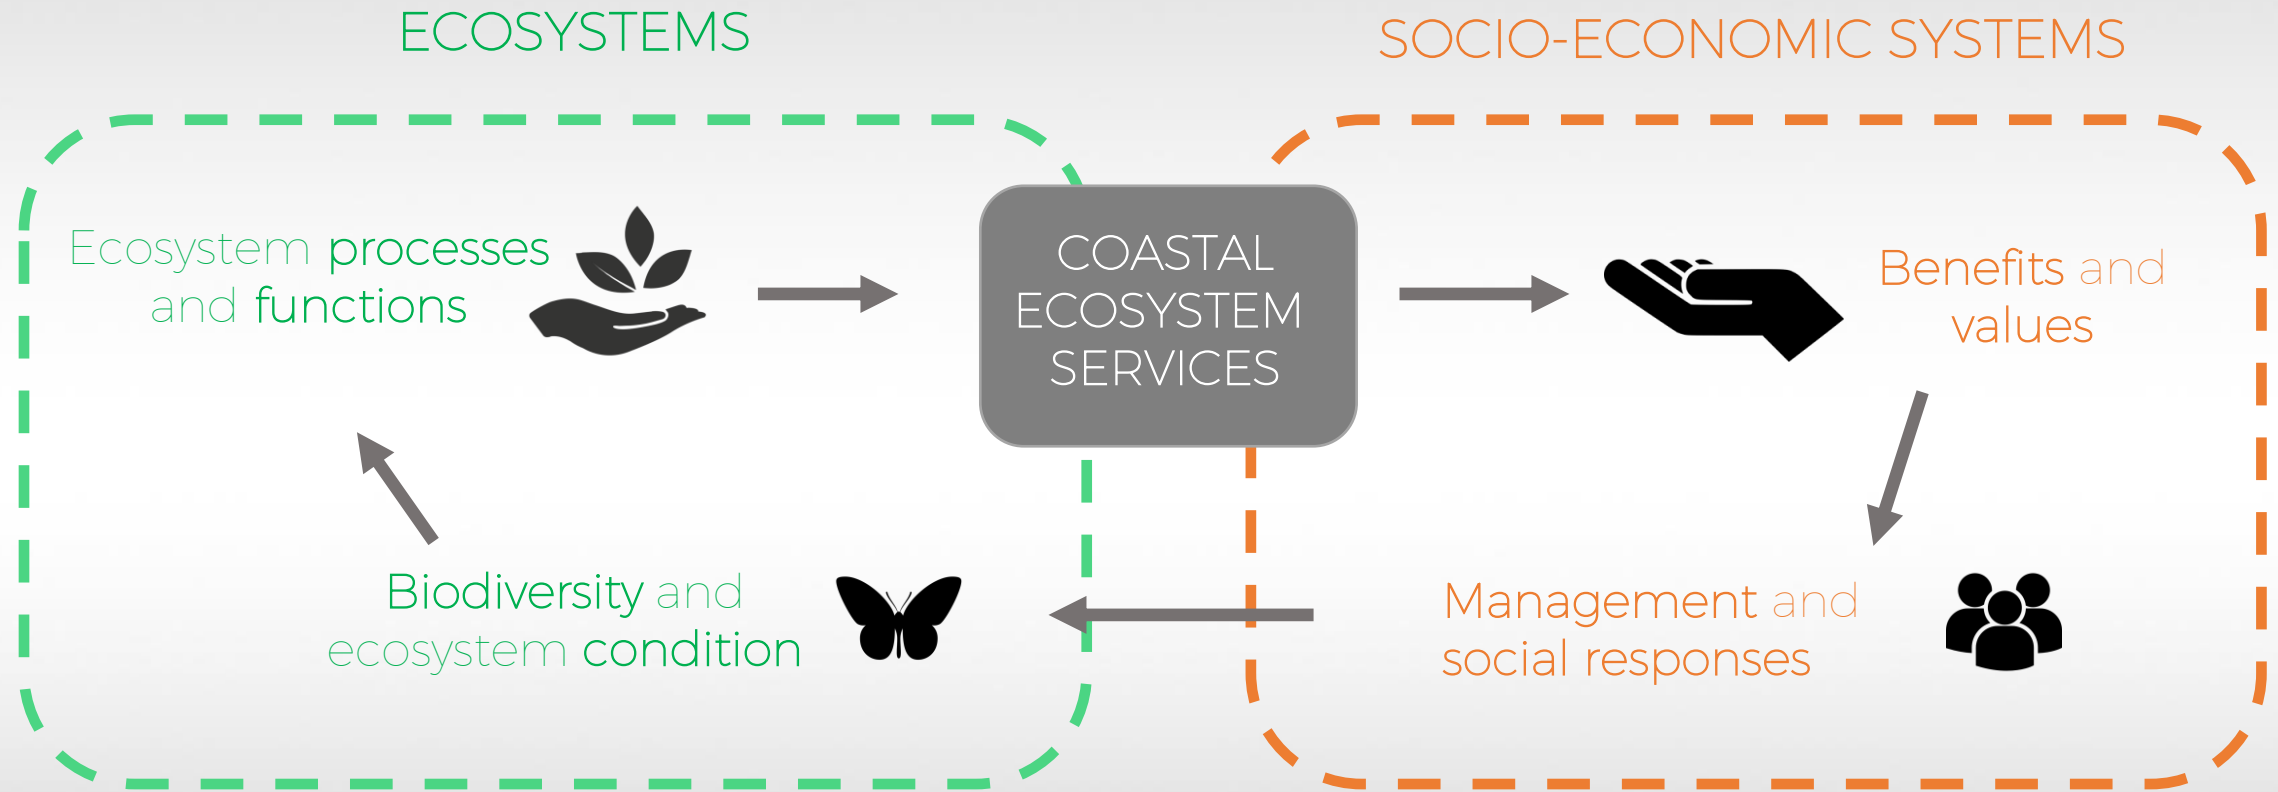 ECOSYSTEMS
SOCIO-ECONOMIC SYSTEMS
Ecosystem processes
and functions
COASTAL
ECOSYSTEM
SERVICES
Benefits and
values
Biodiversity and
ecosystem condition
Management and
social responses